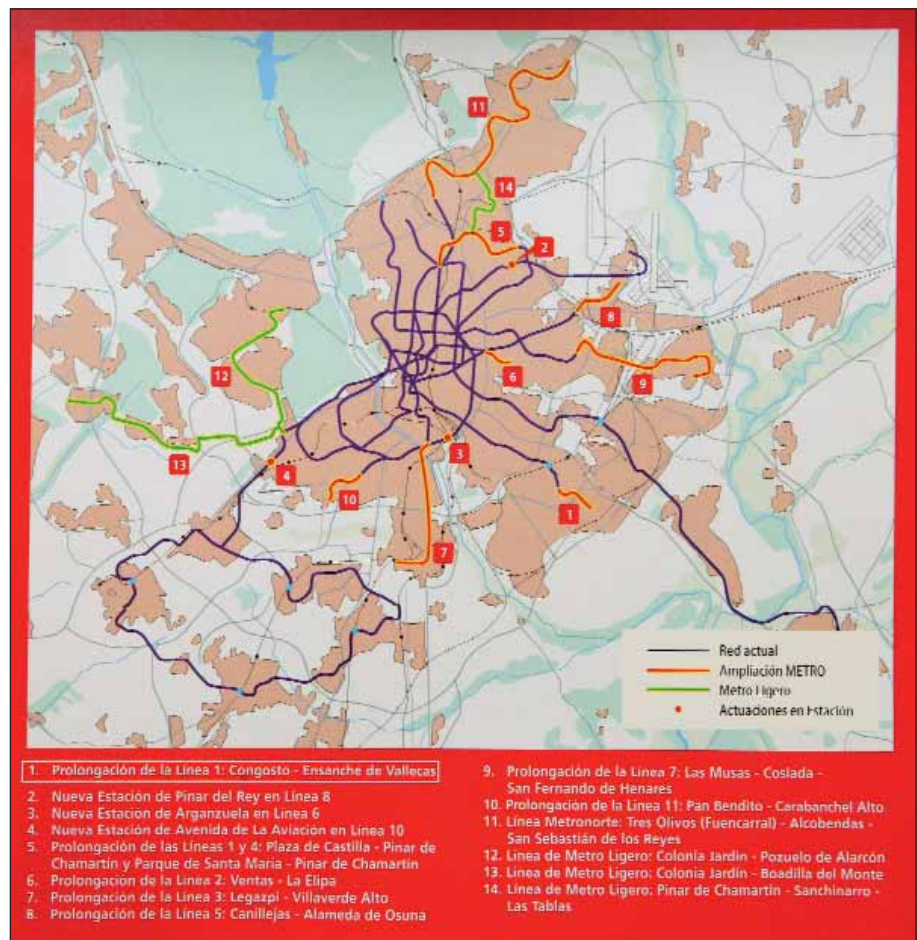 11
14
5
2
8
12
6
9
13
4
3
10
1
7
Red actual
Ampliación METRO
Metro Ligero
Actuaciones en Estación
1. Prolongación de la Línea 1: Congosto - Ensanche de Vallecas
2. Nueva Estación de Pinar del Rey en Línea 8
3. Nueva Estación de Arganzuela en Línea 6
4. Nueva Estación de Avenida de La Aviación en Línea 10
5. Prolongación de las Líneas 1 y 4: Plaza de Castilla - Pinar de
Chamartín y Parque de Santa María - Pinar de Chamartín
6. Prolongación de la Línea 2: Ventas - La Elipa
7. Prolongación de la Línea 3: Legazpi - Villaverde Alto
8. Prolongación de la Línea 5: Canillejas - Alameda de Osuna
9. Prolongación de la Línea 7: Las Musas - Coslada -
San Fernando de Henares
10. Prolongación de la Línea 11: Pan Bendito - Carabanchel Alto
11. Línea Metronorte: Tres Olivos (Fuencarral) - Alcobendas -
San Sebastián de los Reyes
12. Línea de Metro Ligero: Colonia Jardín - Pozuelo de Alarcón
13. Línea de Metro Ligero: Colonia Jardín - Boadilla del Monte
14. Línea de Metro Ligero: Pinar de Chamartín - Sanchinarro -
Las Tablas